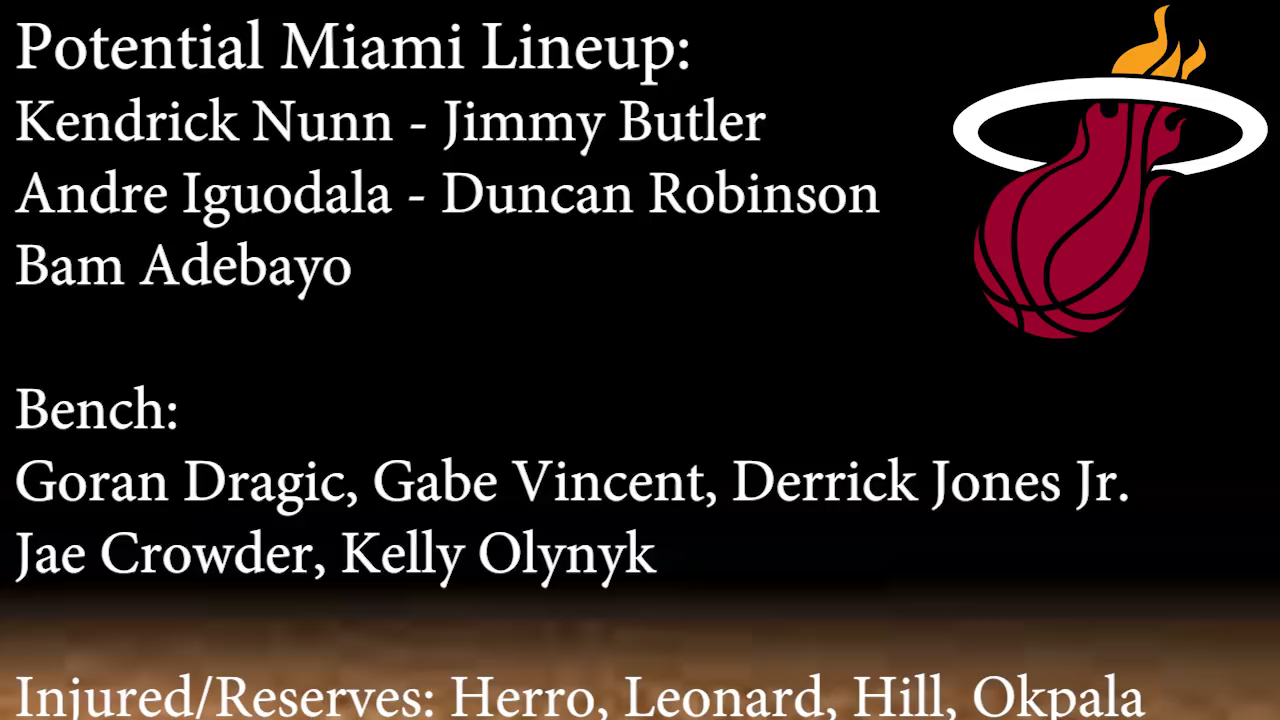 Potential Miami Lineup:
Kendrick Nunn - Jimmy Butler
Andre Iguodala - Duncan Robinson
Bam Adebayo
Bench:
Goran Dragic, Gabe Vincent, Derrick Jones Jr.
Jae Crowder, Kelly Olynyk
Injured/Reserves: Herro, Leonard, Hill, Okpala